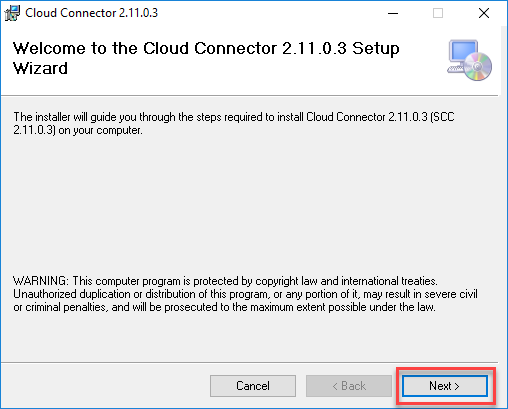 Cloud Connector 2.11.0.3
Welcome to the Cloud Connector 2.11.0.3 Setup
Wizard
The installer will guide you through the steps required to install Cloud Connector 2.11.0.3 (SCC
2.11.0.3) on your computer.
WARNING: This computer program is protected by copyright law and international treaties.
Unauthorized duplication or distribution of this program, or any portion of it, may result in severe civil
or criminal penalties, and will be prosecuted to the maximum extent possible under the law.
Cancel
< Back
Next >